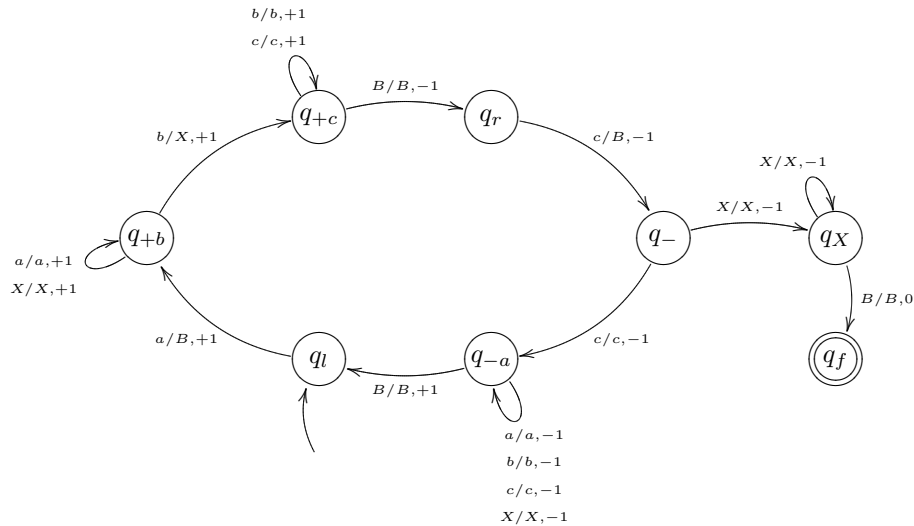 b/b,+1
c/c,+1
B/B,−1
q+c
qr
b/X,+1
c/B,−1
X/X,−1
X/X,−1
q+b
q−
qX
a/a,+1
X/X,+1
B/B,0
a/B,+1
c/c,−1
ql
q−a
qf
B/B,+1
a/a,−1
b/b,−1
c/c,−1
X/X,−1